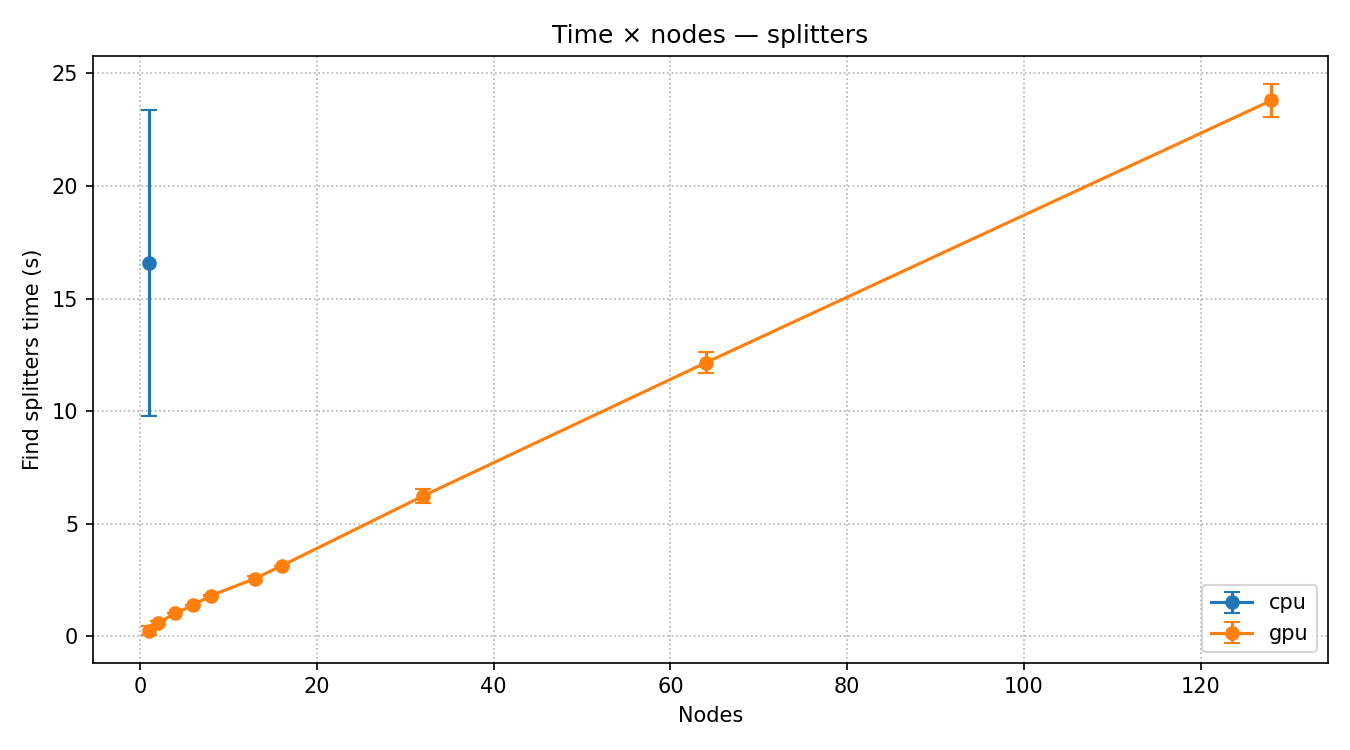 Time × nodes — splitters
Find splitters time (s)
25
20
15
10
5
0
0 20 40 60 80 100 120
Nodes
cpu
gpu